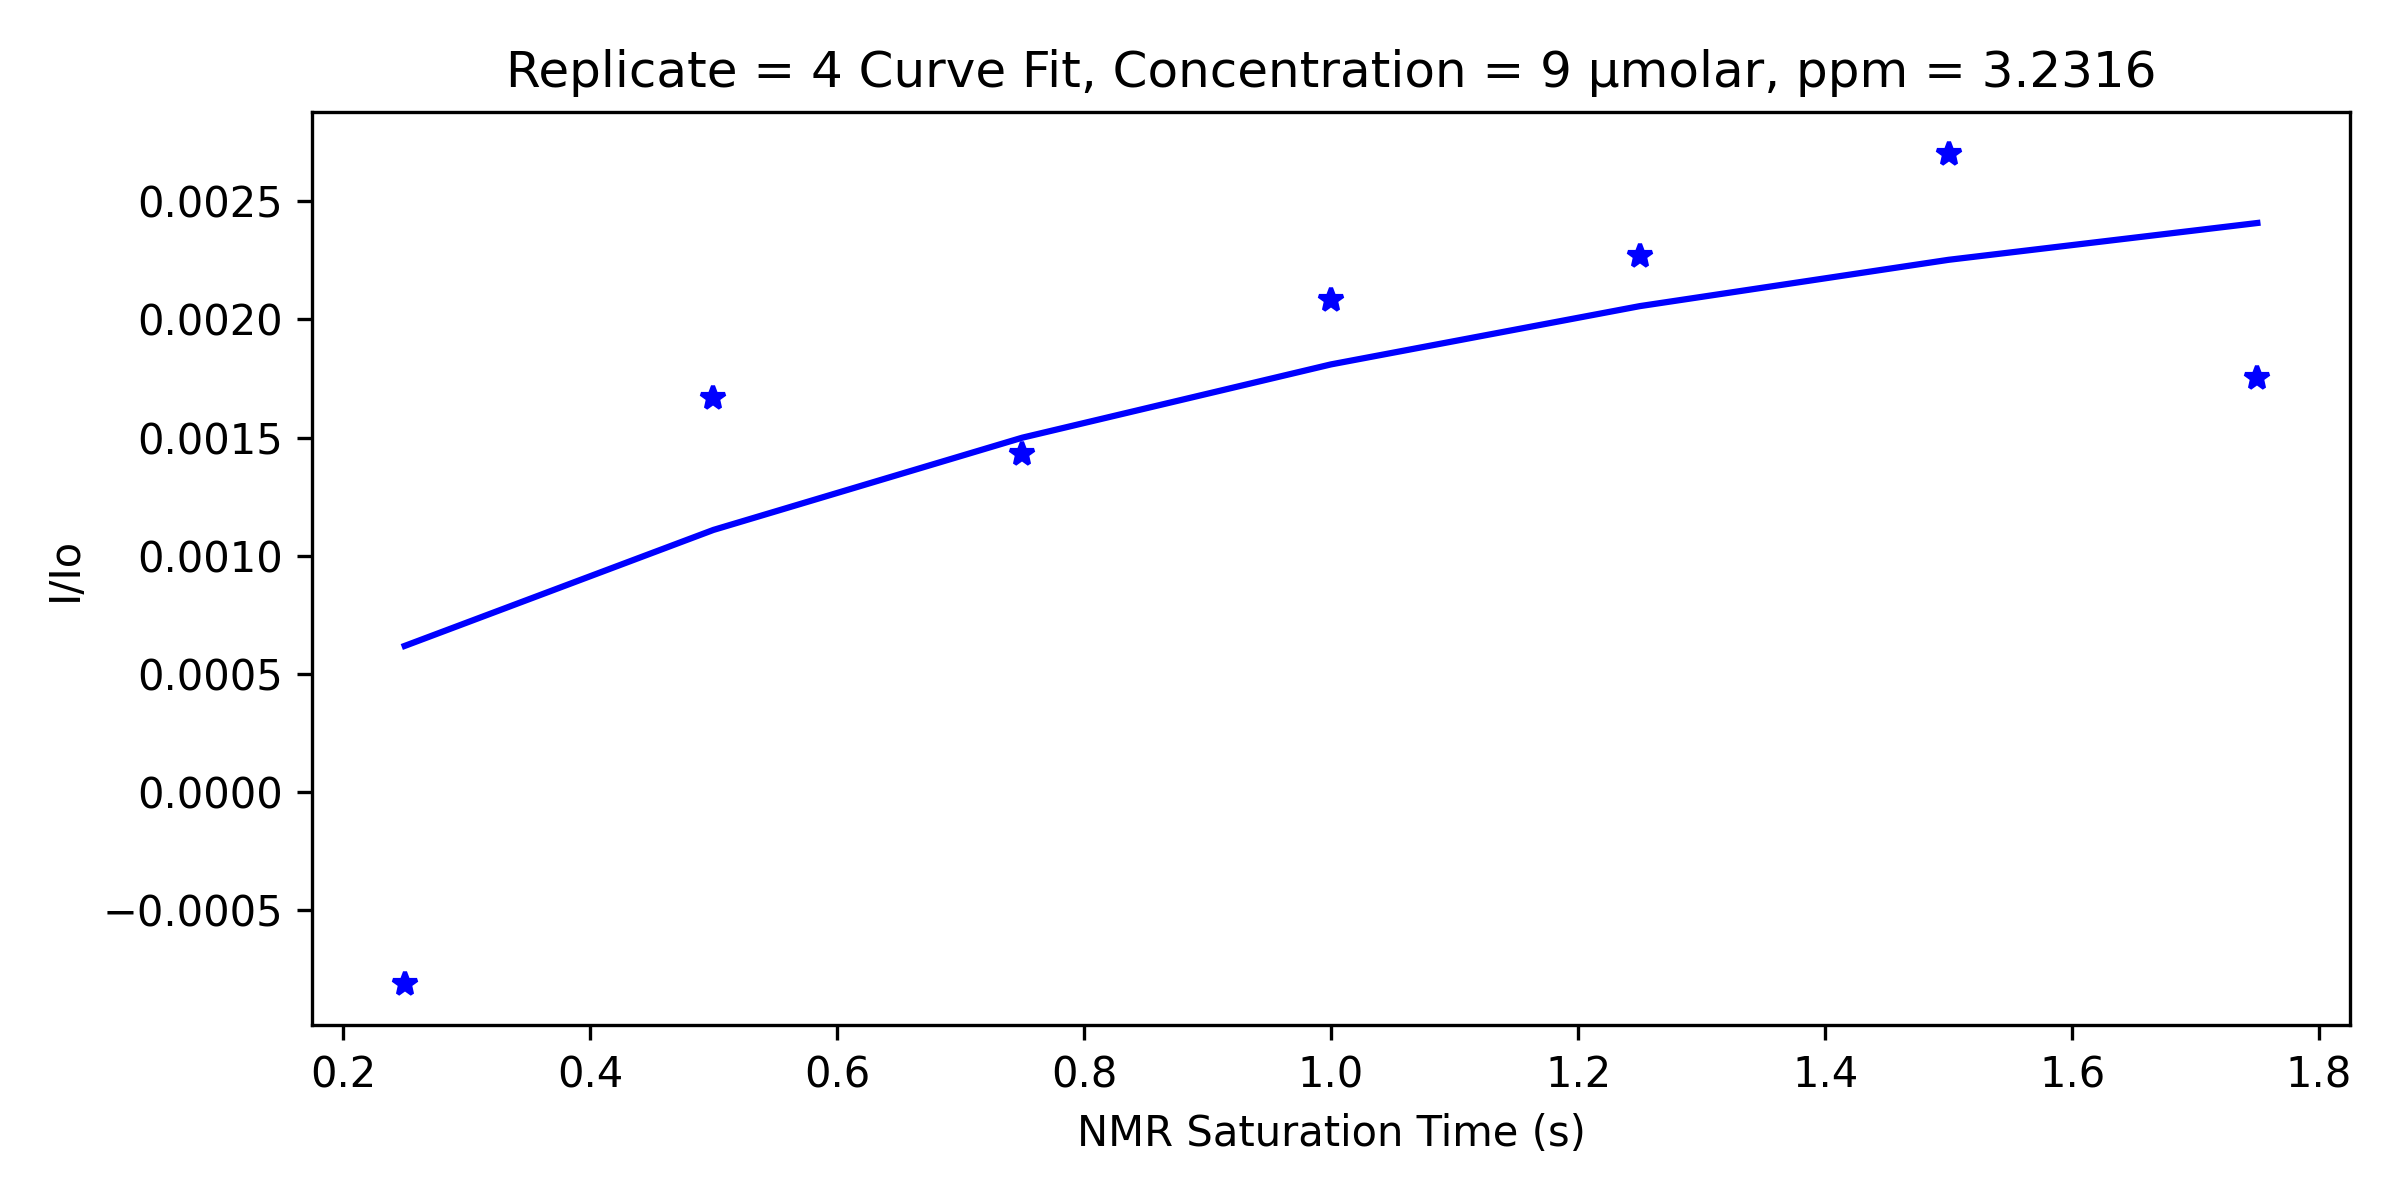 Replicate = 4 Curve Fit, Concentration = 9 µmolar, ppm = 3.2316
I/Io
0.0025
0.0020
0.0015
0.0010
0.0005
0.0000
−0.0005
0.2 0.4 0.6 0.8 1.0 1.2 1.4 1.6 1.8
NMR Saturation Time (s)